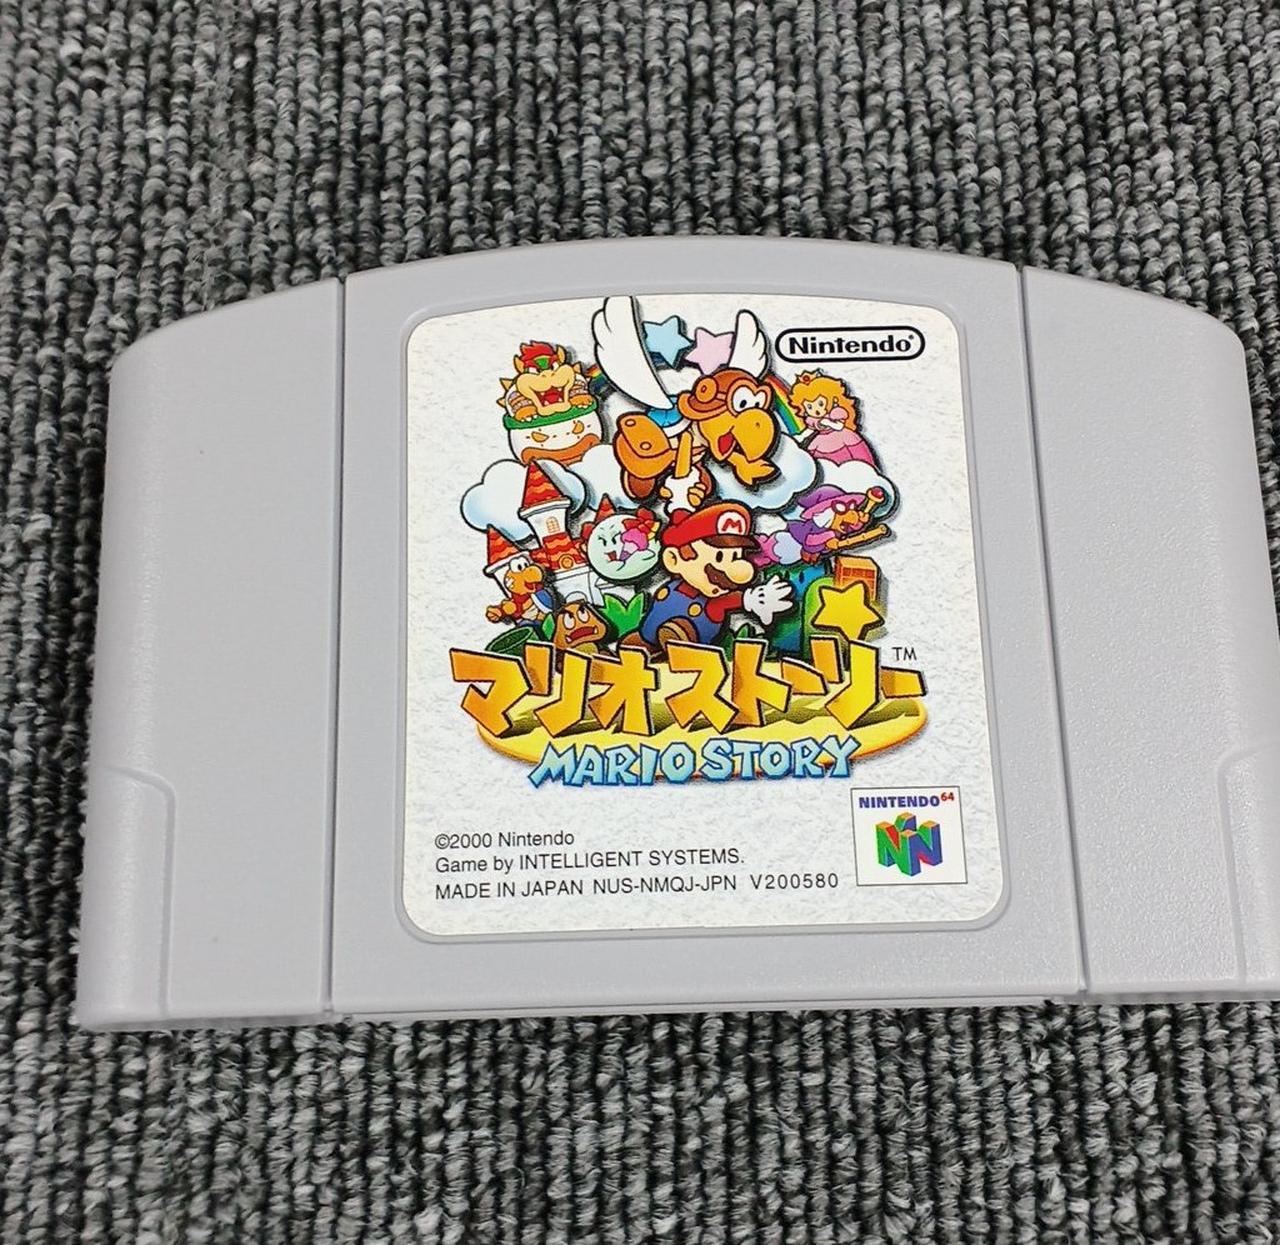 Nintendo®
M
マリオストーリー™
MARIO STORY
NINTENDO64
©2000 Nintendo
Game by INTELLIGENT SYSTEMS.
MADE IN JAPAN NUS-NMQJ-JPN V200580